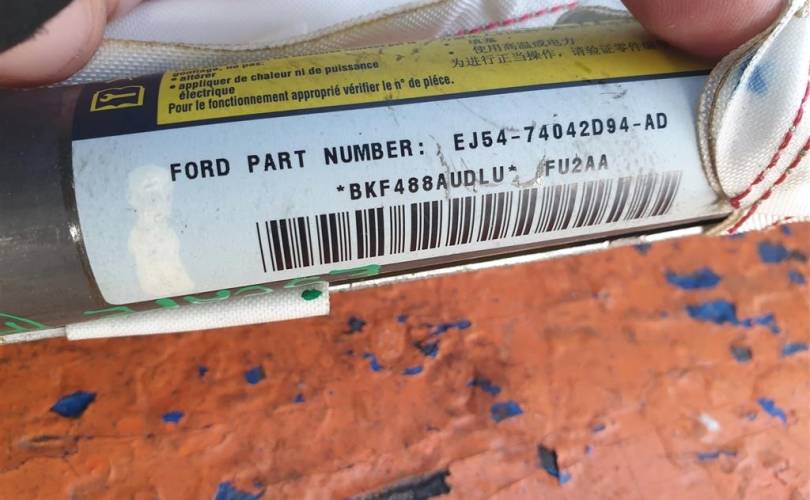 • altérer
• appliquer de chaleur ni de puissance
électrique
Pour le fonctionnement approprié vérifier le n° de piéce.
• 使用高温或电力
为进行正当操作，请验证零件编
FORD PART NUMBER: EJ54-74042D94-AD
*BKF488AUDLU* FU2AA